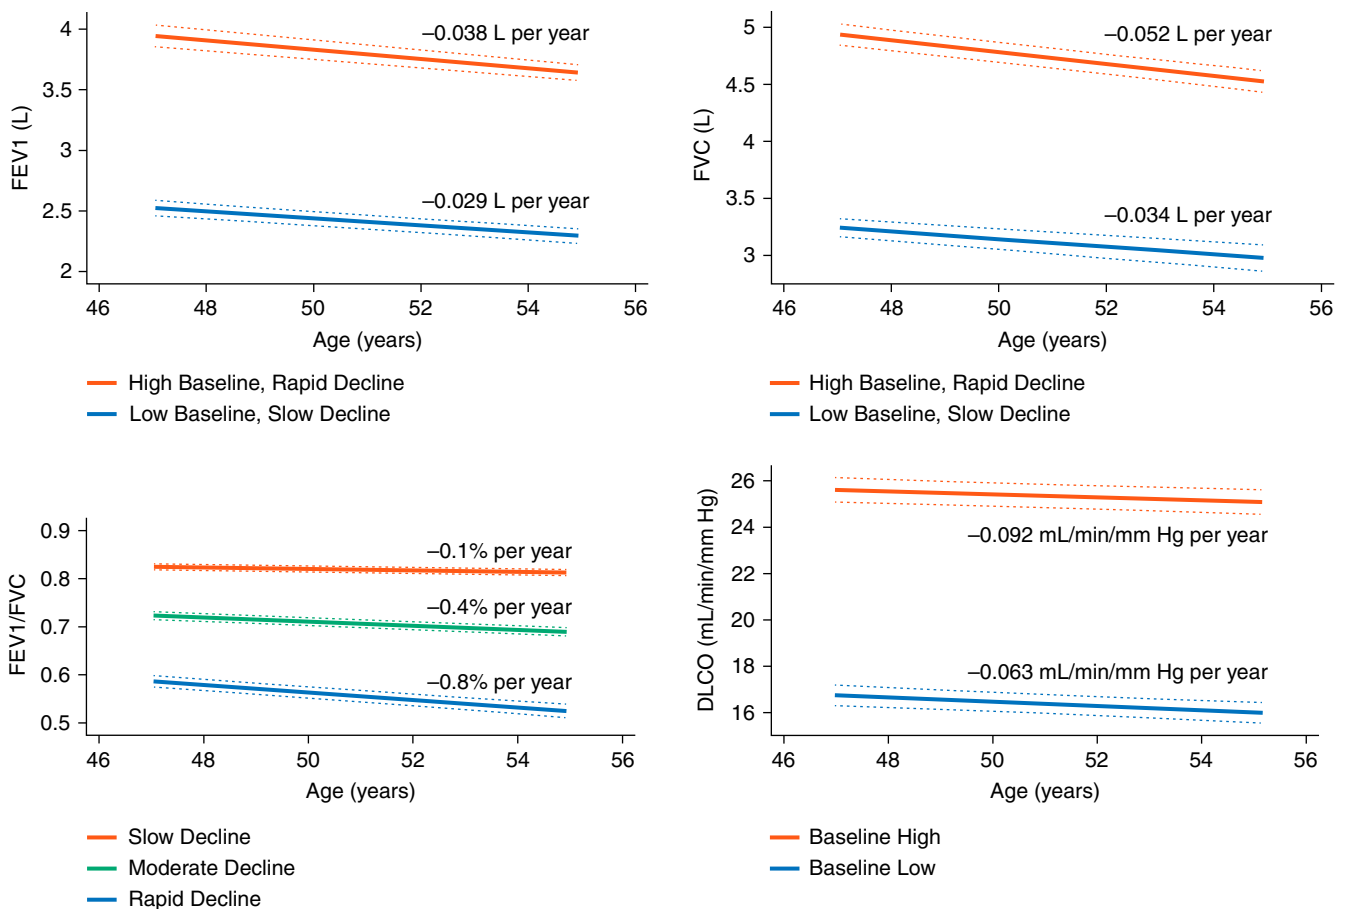 FEV1 (L)
4
3.5
3
2.5
2
–0.038 L per year
–0.029 L per year
46 48 50 52 54 56
Age (years)
High Baseline, Rapid Decline
Low Baseline, Slow Decline
FVC (L)
5
4.5
4
3.5
3
–0.052 L per year
–0.034 L per year
46 48 50 52 54 56
Age (years)
High Baseline, Rapid Decline
Low Baseline, Slow Decline
FEV1/FVC
0.9
0.8
0.7
0.6
0.5
–0.1% per year
–0.4% per year
–0.8% per year
46 48 50 52 54 56
Age (years)
Slow Decline
Moderate Decline
Rapid Decline
DLCO (mL/min/mm Hg)
26
24
22
20
18
16
–0.092 mL/min/mm Hg per year
–0.063 mL/min/mm Hg per year
46 48 50 52 54 56
Age (years)
Baseline High
Baseline Low